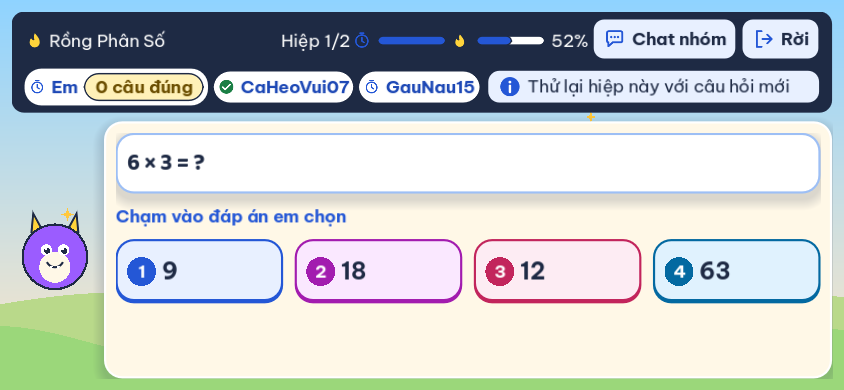 Rồng Phân Số
Hiệp 1/2
52%
Chat nhóm
Rời
Em 0 câu đúng
CaHeoVui07
GauNau15
Thử lại hiệp này với câu hỏi mới
6 × 3 = ?
Chạm vào đáp án em chọn
1 9
2 18
3 12
4 63